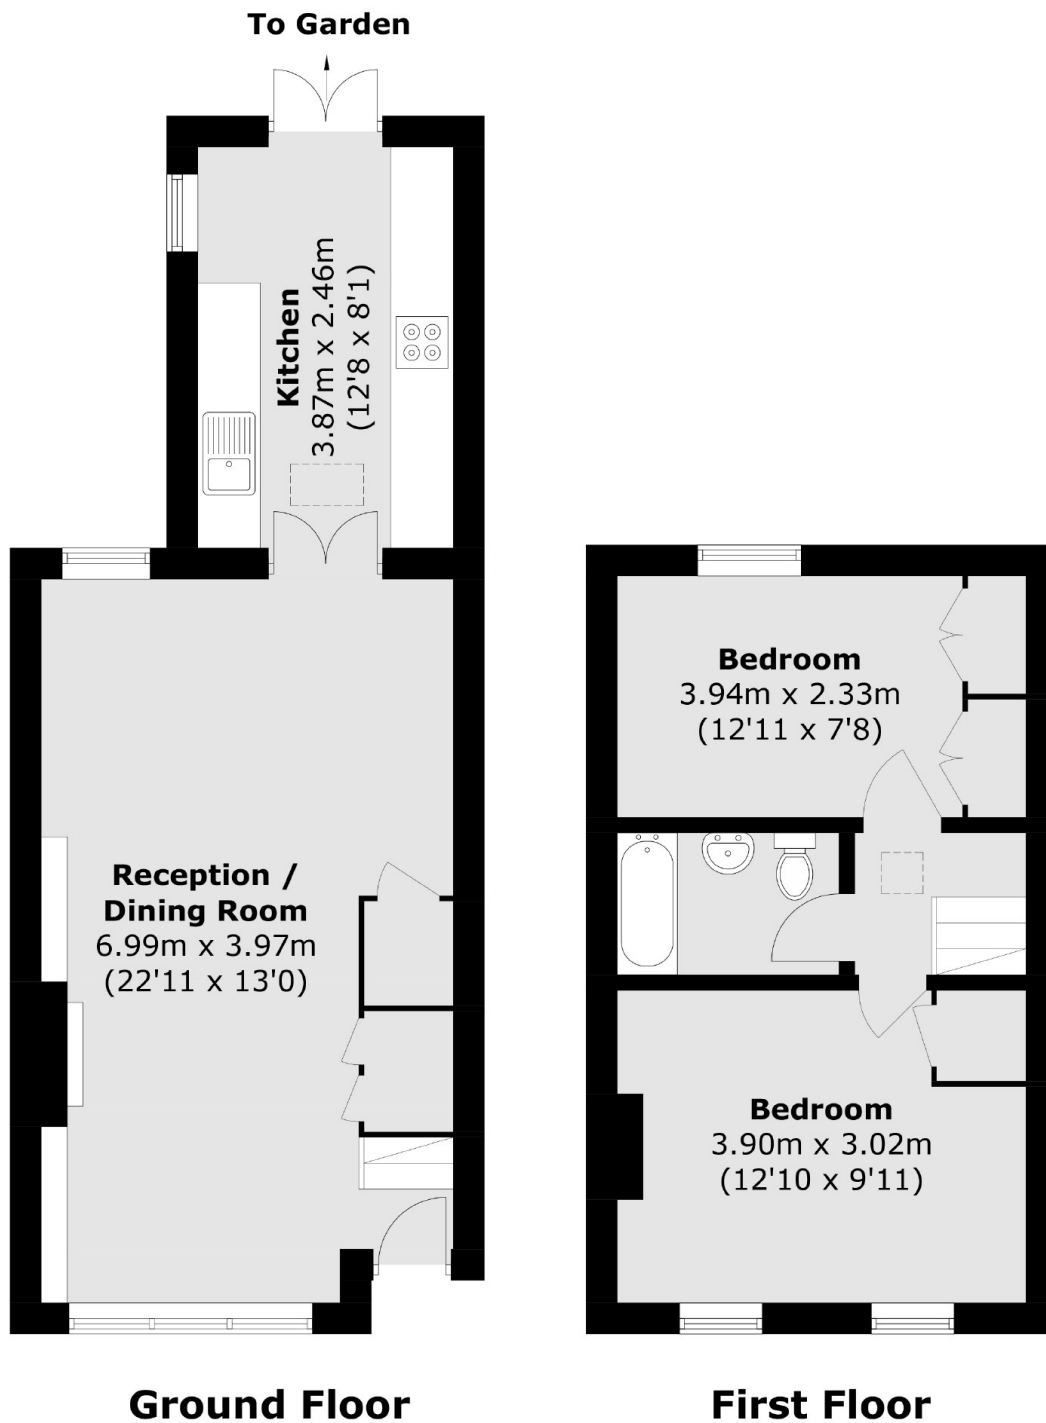 To Garden
Kitchen
3.87m x 2.46m
(12'8 x 8'1)
Reception /
Dining Room
6.99m x 3.97m
(22'11 x 13'0)
Ground Floor
Bedroom
3.94m x 2.33m
(12'11 x 7'8)
Bedroom
3.90m x 3.02m
(12'10 x 9'11)
First Floor